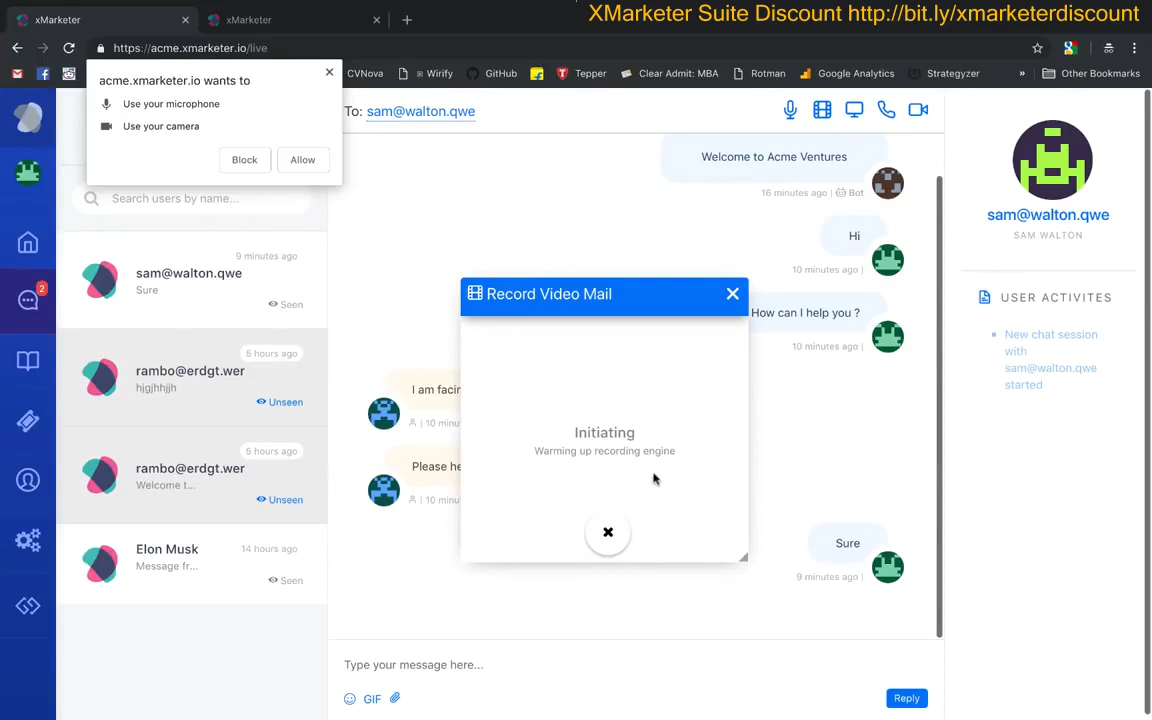 XMarketer Suite Discount http://bit.ly/xmarketerdiscount
xMarketer
xMarketer
https://acme.xmarketer.io/live
CVNova
Wirify
GitHub
Tepper
Clear Admit: MBA
Rotman
Google Analytics
Strategyzer
»
Other Bookmarks
acme.xmarketer.io wants to
Use your microphone
Use your camera
Block
Allow
To: sam@walton.qwe
Search users by name...
9 minutes ago
sam@walton.qwe
Sure
Seen
2
5 hours ago
rambo@erdgt.wer
hjgjhhjjh
Unseen
5 hours ago
rambo@erdgt.wer
Welcome t...
Unseen
Elon Musk
14 hours ago
Message fr...
Seen
Welcome to Acme Ventures
16 minutes ago | Bot
Hi
10 minutes ago |
How can I help you ?
10 minutes ago |
I am facin
| 10 minu
Please he
| 10 minu
Record Video Mail
Initiating
Warming up recording engine
Sure
9 minutes ago |
Type your message here...
GIF
Reply
sam@walton.qwe
SAM WALTON
USER ACTIVITES
New chat session
with
sam@walton.qwe
started